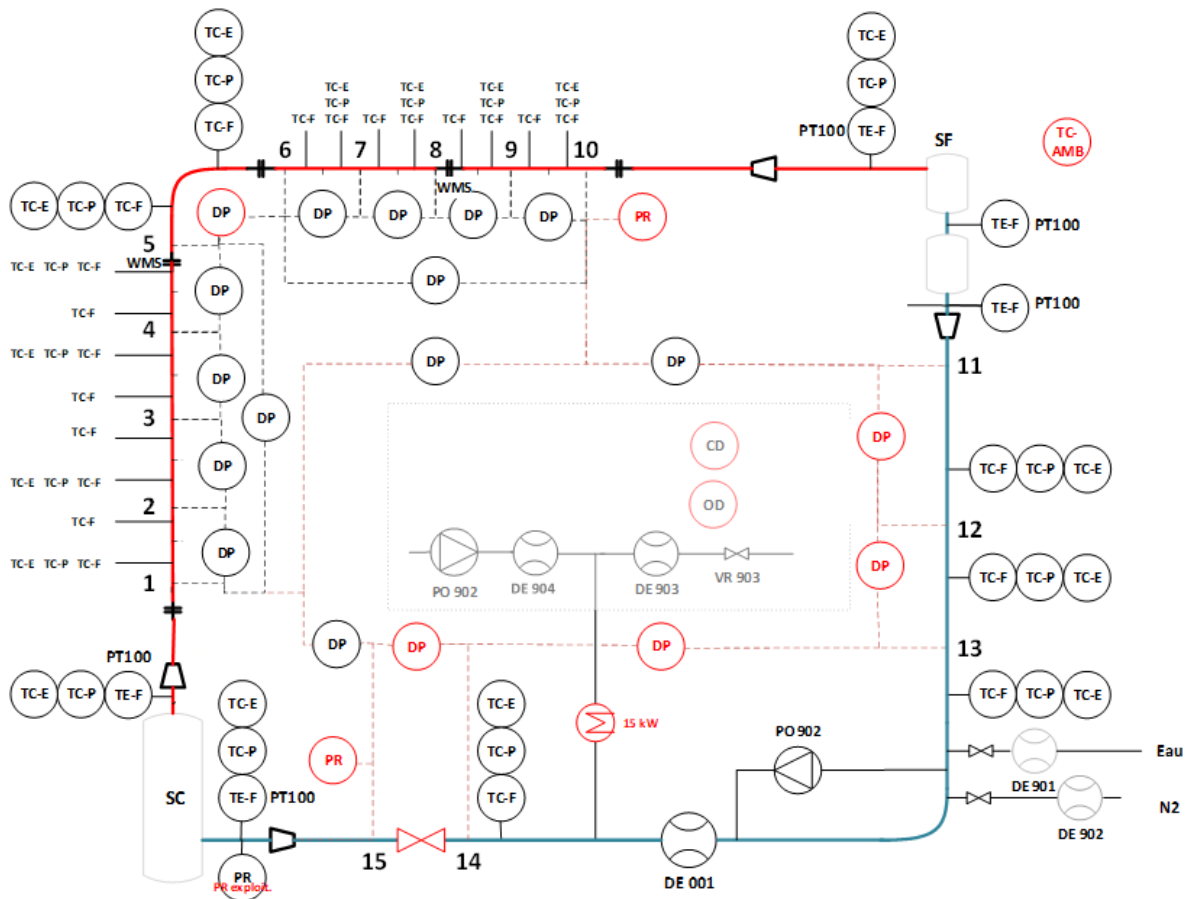 TC-E
TC-E
TC-P
TC-P
TC-F
PT100
TE-F
SF
TC-
AMB
TC-E
TC-E
TC-E
TC-E
TC-P
TC-P
TC-P
TC-P
TC-F
TC-F
TC-F
TC-F
TC-F
TC-F
TC-F
TC-F
6
7
8
9
10
WMS
TC-E
TC-P
TC-F
DP
DP
DP
DP
DP
PR
TE-F
PT100
5
WMS
TC-E TC-P TC-F
DP
DP
TE-F
PT100
TC-F
4
TC-E TC-P TC-F
DP
DP
DP
11
TC-F
3
TC-F
DP
DP
CD
TC-F
TC-P
TC-E
TC-E TC-P TC-F
DP
OD
2
TC-F
12
TC-E TC-P TC-F
DP
PO 902
DE 904
DE 903
VR 903
DP
TC-F
TC-P
TC-E
1
DP
DP
DP
13
PT100
TC-E
TC-P
TE-F
TC-E
TC-E
TC-F
TC-P
TC-E
15 kW
PO 902
TC-P
PR
TC-P
Eau
DE 901
SC
TE-F
PT100
TC-F
N2
DE 902
15
14
DE 001
PR
PR exploit.